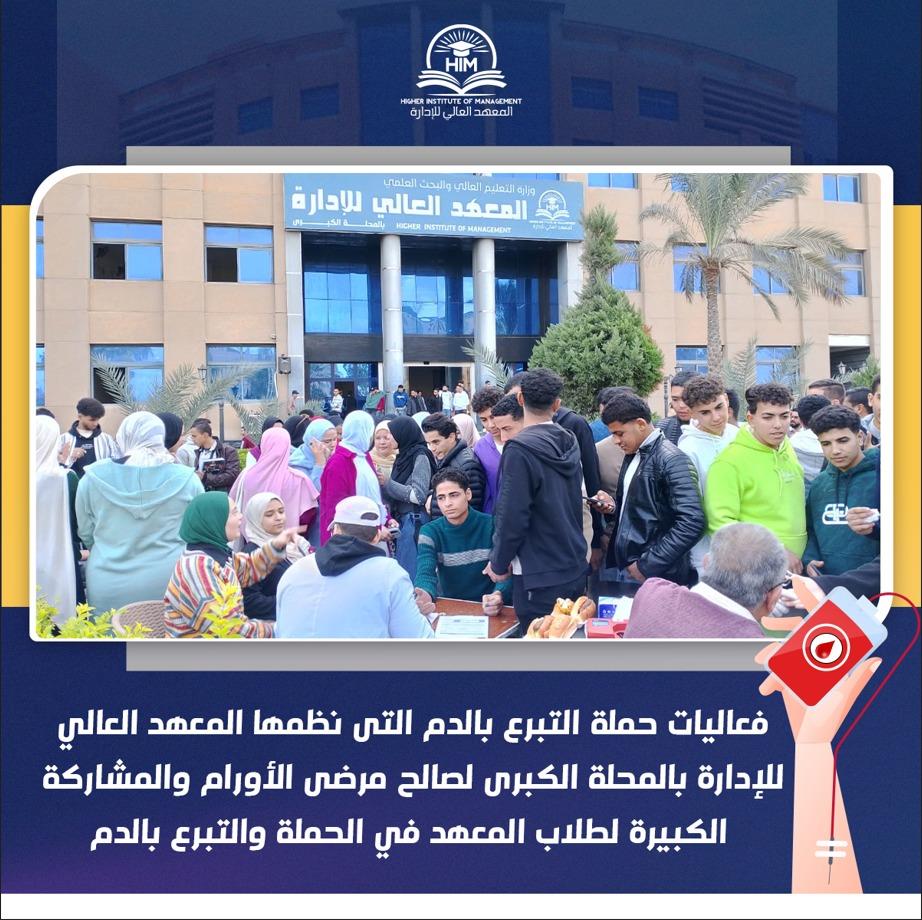 HIM
HIGHER INSTITUTE OF MANAGEMENT
المعهد العالي للإدارة
وزارة التعليم العالي والبحث العلمي
المعهد العالي للإدارة
بالمحلة الكبرى HIGHER INSTITUTE OF MANAGEMENT
HIM
فعاليات حملة التبرع بالدم التى نظمها المعهد العالي
للإدارة بالمحلة الكبرى لصالح مرضى الأورام والمشاركة
الكبيرة لطلاب المعهد في الحملة والتبرع بالدم